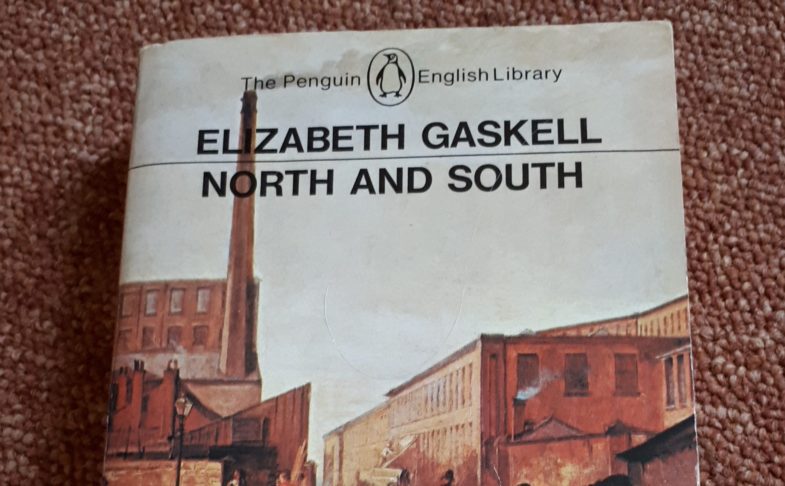 The Penguin English Library
ELIZABETH GASKELL
NORTH AND SOUTH